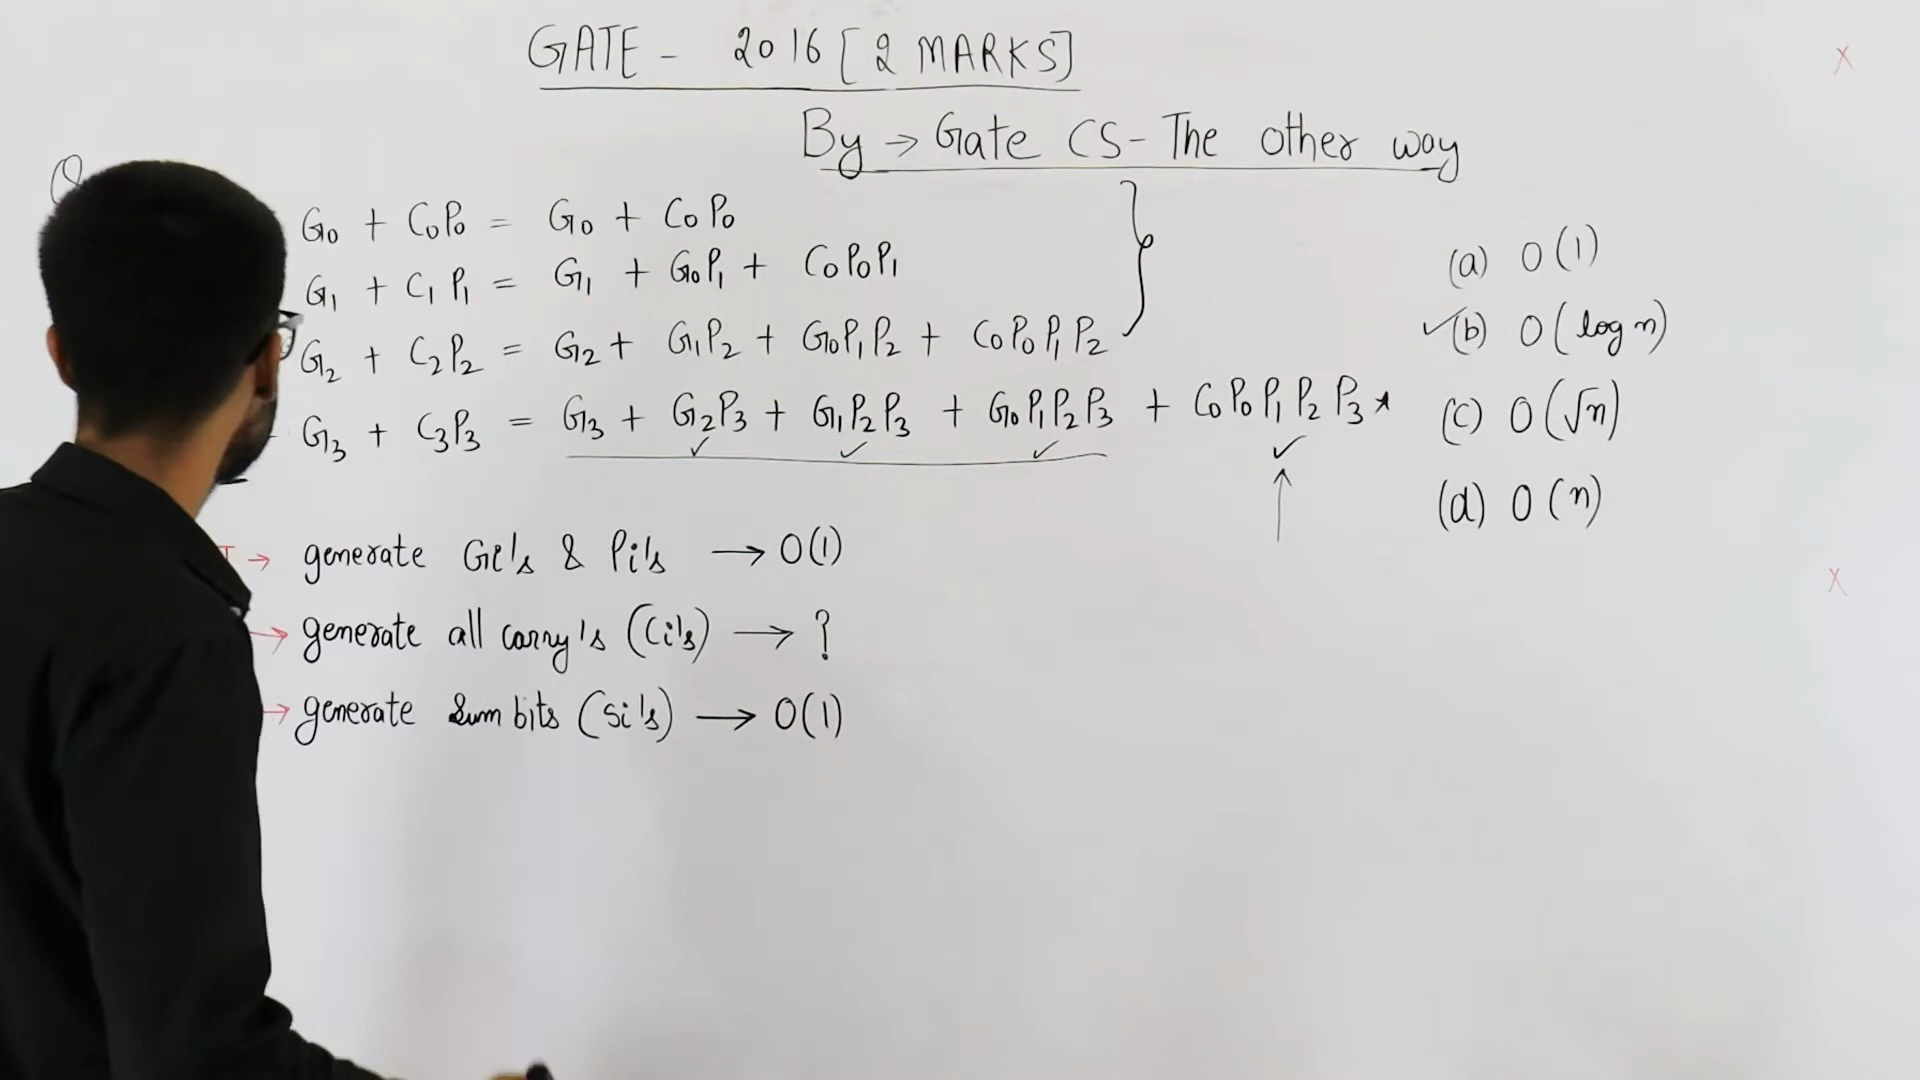 GATE - 2016 [2 MARKS]
By → Gate CS - The other way
Q
G₀ + C₀P₀ = G₀ + C₀P₀
G₁ + C₁P₁ = G₁ + G₀P₁ + C₀P₀P₁
G₂ + C₂P₂ = G₂ + G₁P₂ + G₀P₁P₂ + C₀P₀P₁P₂
G₃ + C₃P₃ = G₃ + G₂P₃ + G₁P₂P₃ + G₀P₁P₂P₃ + C₀P₀P₁P₂P₃ *
(a) O(1)
✓(b) O(log n)
(c) O(√n)
(d) O(n)
→ generate Gi's & Pi's → O(1)
→ generate all carry's (Ci's) → ?
→ generate sum bits (Si's) → O(1)
X
X